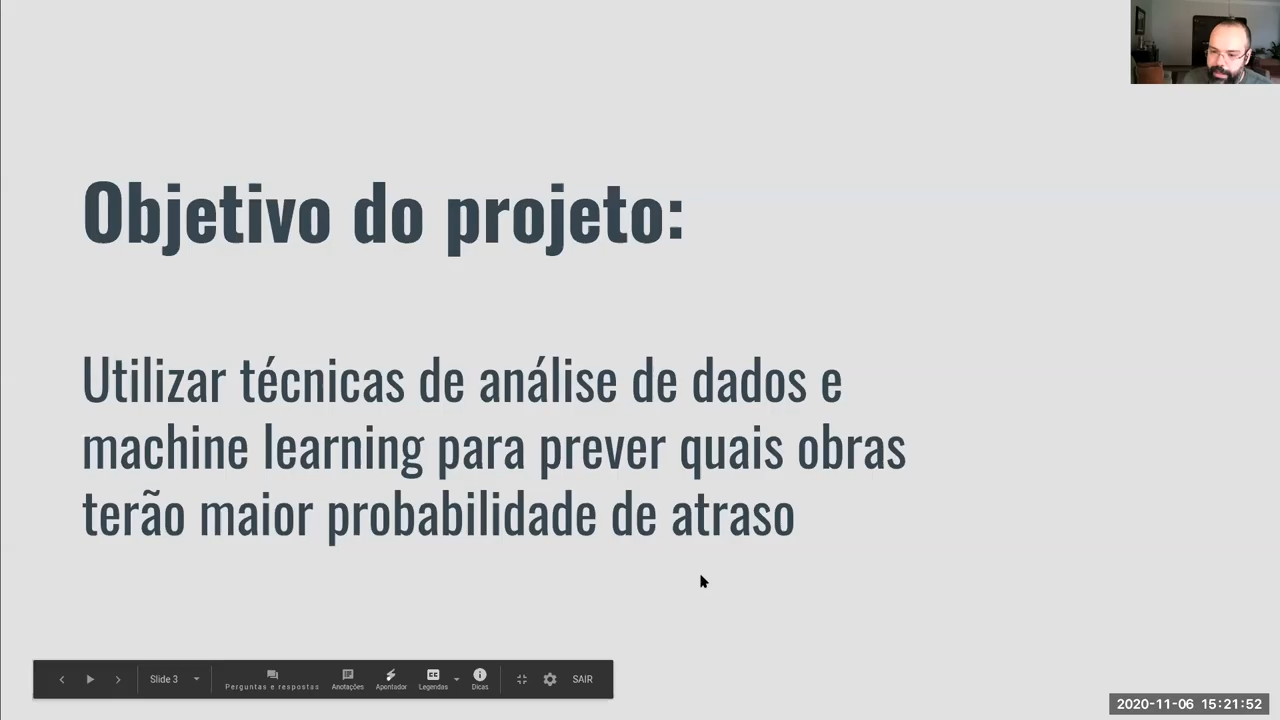 Objetivo do projeto:
Utilizar técnicas de análise de dados e
machine learning para prever quais obras
terão maior probabilidade de atraso
Slide 3
Perguntas e respostas
Anotações
Apontador
CC
Legendas
Dicas
SAIR
2020-11-06 15:21:52